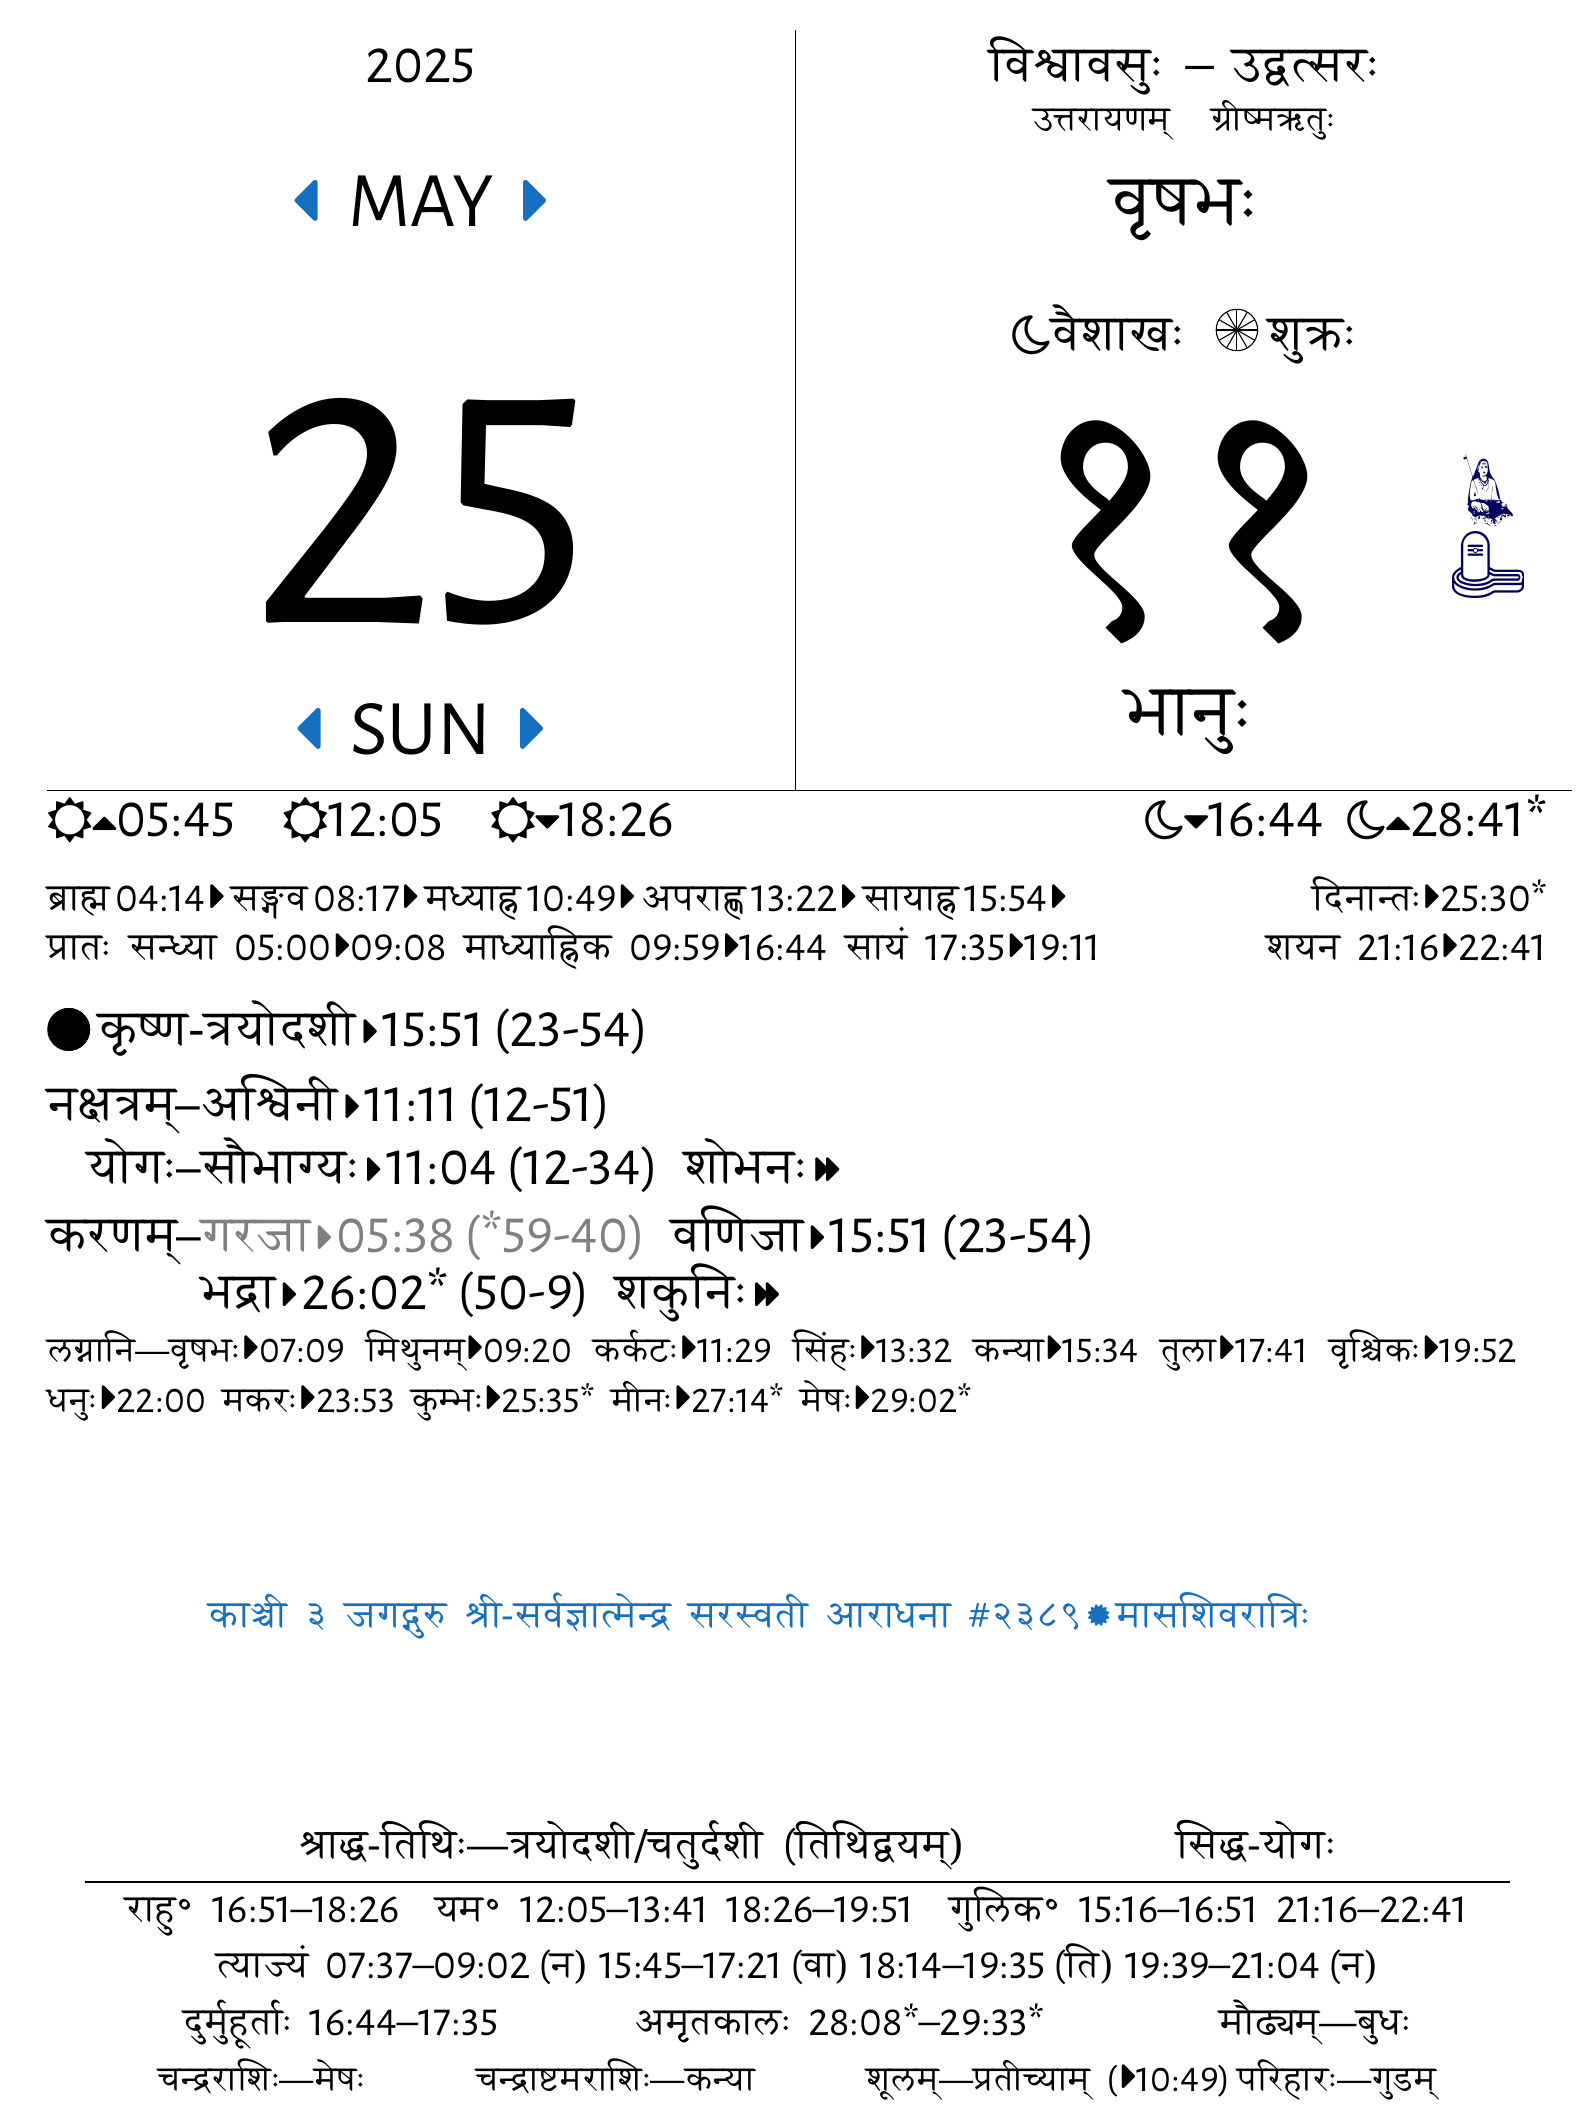 2025
MAY
25
SUN
विश्वावसुः – उद्वत्सरः
उत्तरायणम् ग्रीष्मऋतुः
वृषभः
वैशाखः शुक्रः
११
भानुः
05:45 12:05 18:26 16:44 28:41*
ब्राह्म 04:14 सङ्गव 08:17 मध्याह्न 10:49 अपराह्ण 13:22 सायाह्न 15:54 दिनान्तः 25:30*
प्रातः सन्ध्या 05:00 09:08 माध्याह्निक 09:59 16:44 सायं 17:35 19:11 शयन 21:16 22:41
कृष्ण-त्रयोदशी 15:51 (23-54)
नक्षत्रम्–अश्विनी 11:11 (12-51)
योगः–सौभाग्यः 11:04 (12-34) शोभनः
करणम्–गरजा 05:38 (*59-40) वणिजा 15:51 (23-54)
भद्रा 26:02* (50-9) शकुनिः
लग्नानि—वृषभः 07:09 मिथुनम् 09:20 कर्कटः 11:29 सिंहः 13:32 कन्या 15:34 तुला 17:41 वृश्चिकः 19:52
धनुः 22:00 मकरः 23:53 कुम्भः 25:35* मीनः 27:14* मेषः 29:02*
काञ्ची ३ जगद्गुरु श्री-सर्वज्ञात्मेन्द्र सरस्वती आराधना #२३८९ मासशिवरात्रिः
श्राद्ध-तिथिः—त्रयोदशी/चतुर्दशी (तिथिद्वयम्) सिद्ध-योगः
राहु॰ 16:51–18:26 यम॰ 12:05–13:41 18:26–19:51 गुलिक॰ 15:16–16:51 21:16–22:41
त्याज्यं 07:37–09:02 (न) 15:45–17:21 (वा) 18:14–19:35 (ति) 19:39–21:04 (न)
दुर्मुहूर्ताः 16:44–17:35 अमृतकालः 28:08*–29:33* मौढ्यम्—बुधः
चन्द्रराशिः—मेषः चन्द्राष्टमराशिः—कन्या शूलम्—प्रतीच्याम् (10:49) परिहारः—गुडम्